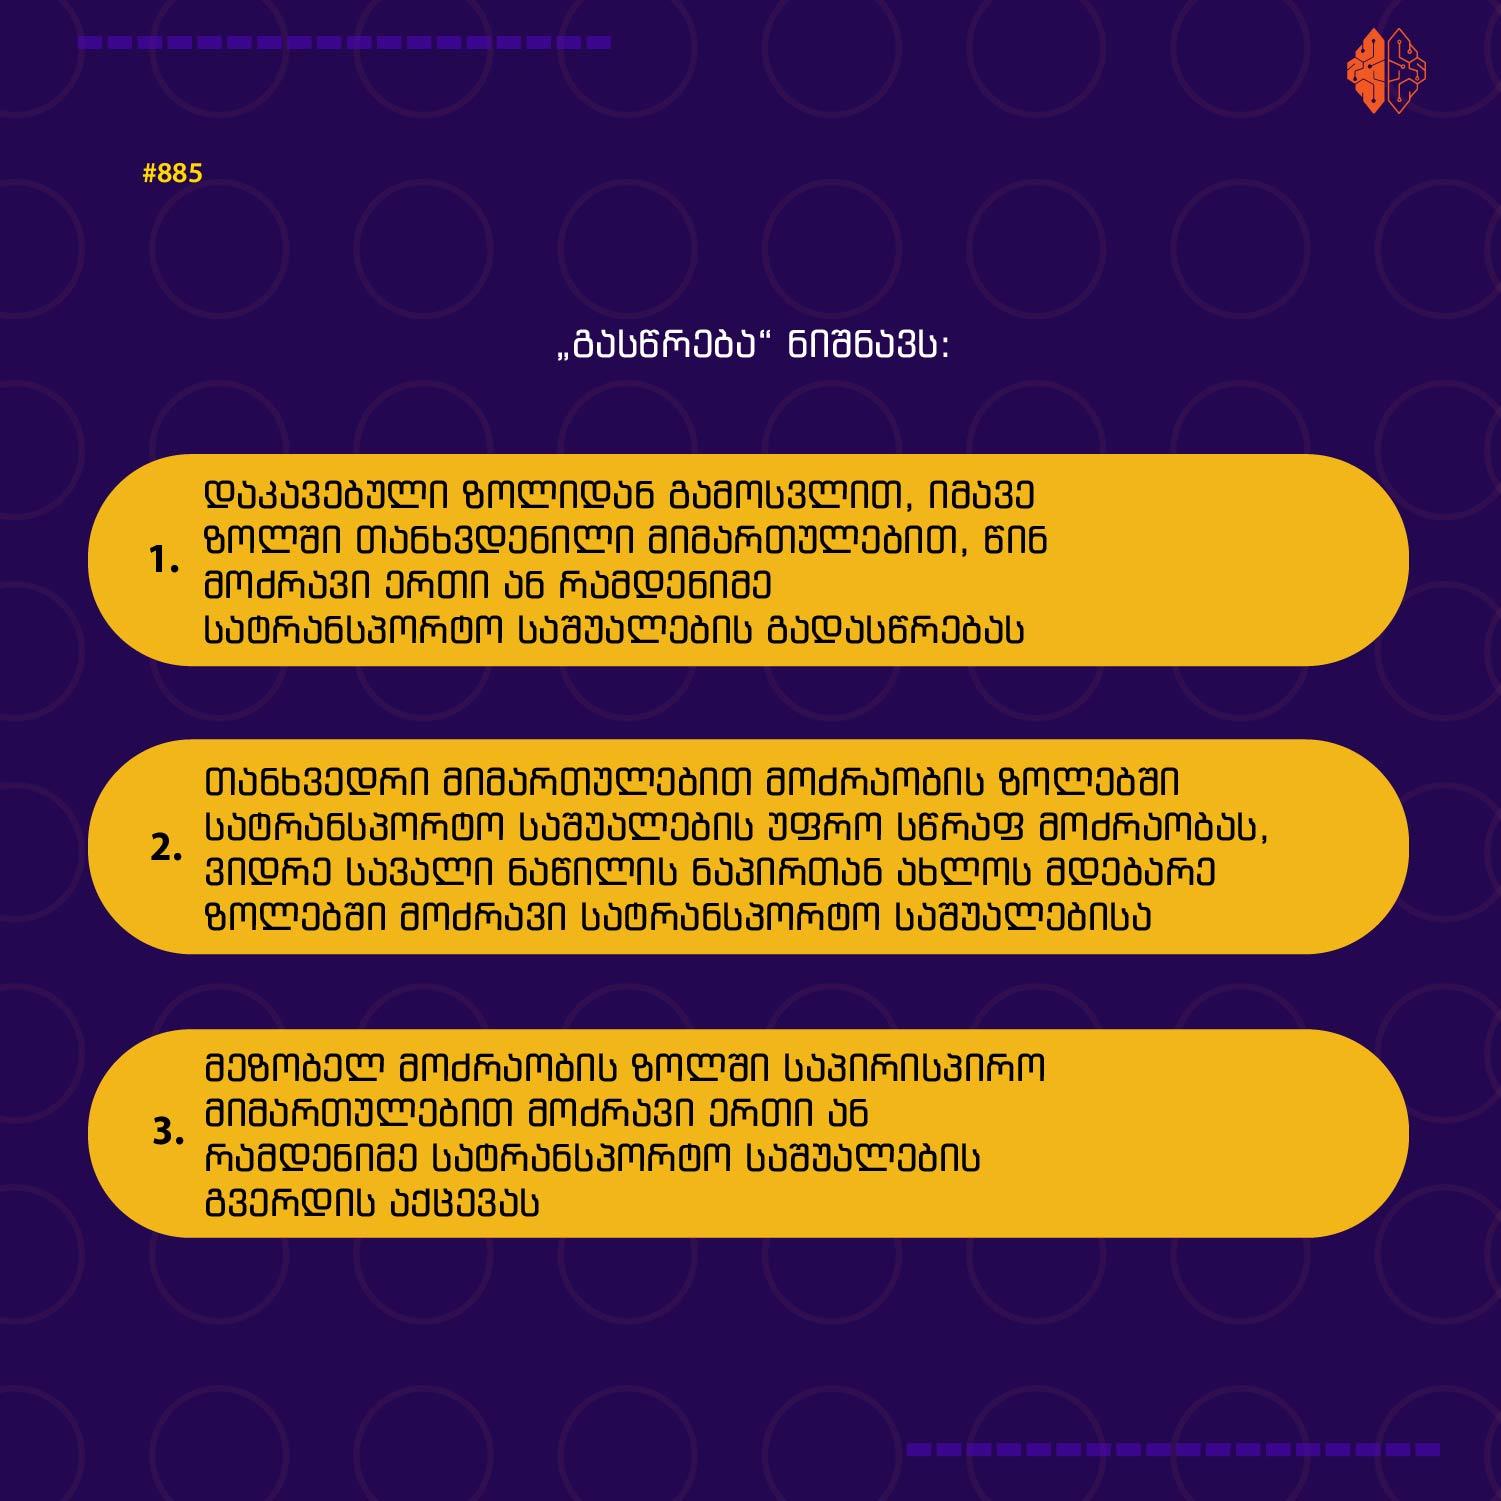 #885
„გასწრება“ ნიშნავს:
1. დაკავებული ზოლიდან გამოსვლით, იმავე
ზოლში თანხვდენილი მიმართულებით, წინ
მოძრავი ერთი ან რამდენიმე
სატრანსპორტო საშუალების გადასწრებას
2. თანხვედრი მიმართულებით მოძრაობის ზოლებში
სატრანსპორტო საშუალების უფრო სწრაფ მოძრაობას,
ვიდრე სავალი ნაწილის ნაპირთან ახლოს მდებარე
ზოლებში მოძრავი სატრანსპორტო საშუალებისა
3. მეზობელ მოძრაობის ზოლში საპირისპირო
მიმართულებით მოძრავი ერთი ან
რამდენიმე სატრანსპორტო საშუალების
გვერდის აქცევას